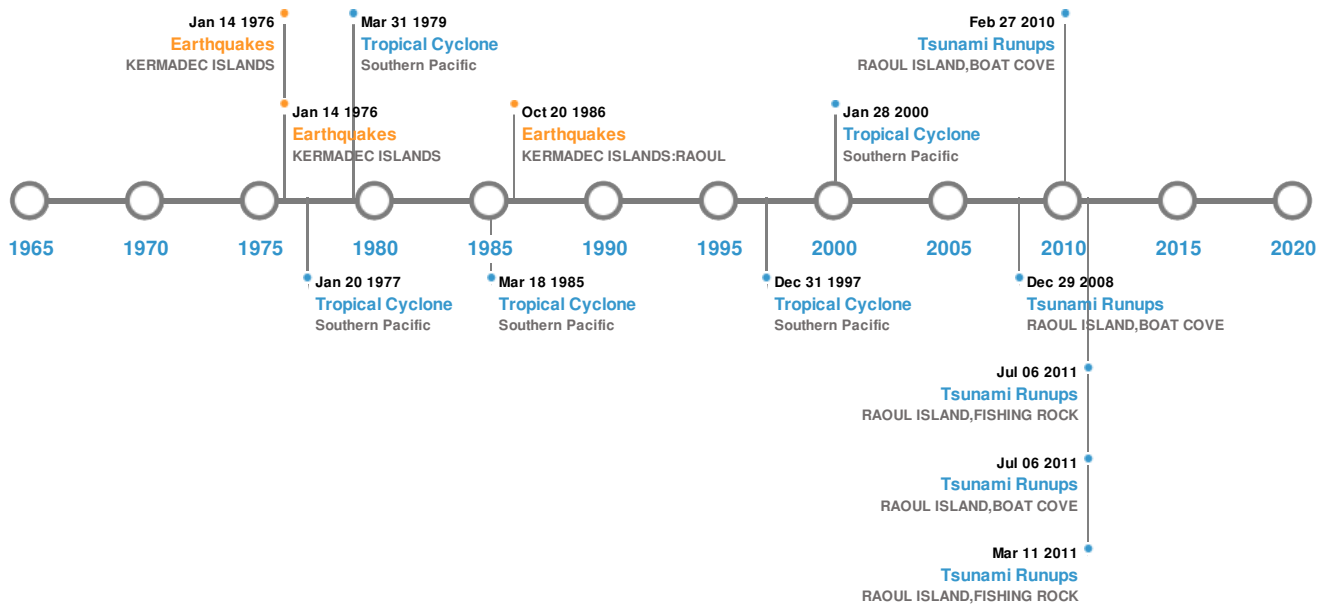 Jan 14 1976
Earthquakes
KERMADEC ISLANDS
Mar 31 1979
Tropical Cyclone
Southern Pacific
Feb 27 2010
Tsunami Runups
RAOUL ISLAND,BOAT COVE
Jan 14 1976
Earthquakes
KERMADEC ISLANDS
Oct 20 1986
Earthquakes
KERMADEC ISLANDS:RAOUL
Jan 28 2000
Tropical Cyclone
Southern Pacific
1965 1970 1975 1980 1985 1990 1995 2000 2005 2010 2015 2020
Jan 20 1977
Tropical Cyclone
Southern Pacific
Mar 18 1985
Tropical Cyclone
Southern Pacific
Dec 31 1997
Tropical Cyclone
Southern Pacific
Dec 29 2008
Tsunami Runups
RAOUL ISLAND,BOAT COVE
Jul 06 2011
Tsunami Runups
RAOUL ISLAND,FISHING ROCK
Jul 06 2011
Tsunami Runups
RAOUL ISLAND,BOAT COVE
Mar 11 2011
Tsunami Runups
RAOUL ISLAND,FISHING ROCK